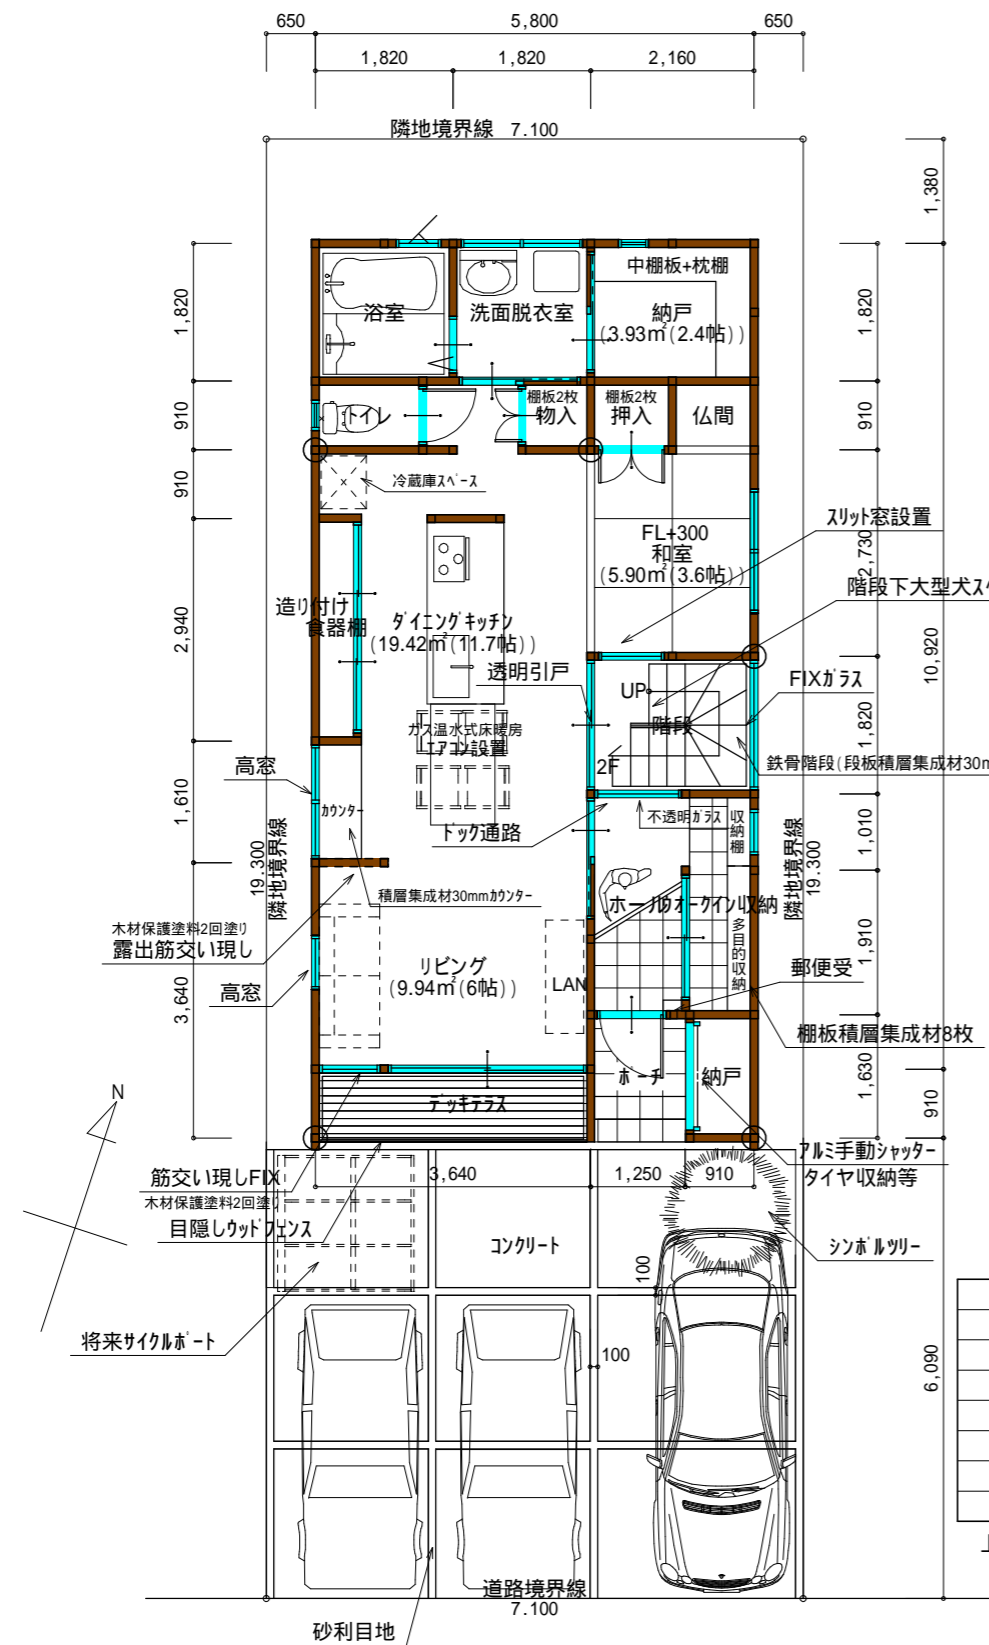 650
5,800
650
1,820
1,820
2,160
隣地境界線 7.100
1,380
中棚板+枕棚
浴室
洗面脱衣室
納戸
(3.93㎡(2.4帖))
1,820
1,820
トイレ
棚板2枚
物入
棚板2枚
押入
仏間
910
910
冷蔵庫スペース
910
スリット窓設置
FL+300
和室
(5.90㎡(3.6帖))
2,730
階段下大型犬ス
造り付け
食器棚
ダイニングキッチン
(19.42㎡(11.7帖))
2,940
10,920
透明引戸
UP
FIXガラス
ガス温水式床暖房
エアコン設置
階段
1,820
2F
鉄骨階段(段板積層集成材30m
高窓
カウンター
ドック通路
不透明ガラス
収納棚
1,610
1,010
19.300
隣地境界線
隣地境界線
19.300
積層集成材30mmカウンター
ホール
ウオークイン収納
木材保護塗料2回塗り
露出筋交い現し
多目的収納
1,910
リビング
(9.94㎡(6帖))
LAN
郵便受
高窓
3,640
棚板積層集成材8枚
ポーチ
納戸
1,630
910
デッキテラス
N
アルミ手動シャッター
タイヤ収納等
筋交い現しFIX
木材保護塗料2回塗り
3,640
1,250
910
目隠しウッドフェンス
コンクリート
シンボルツリー
100
将来サイクルポート
100
6,090
道路境界線
7.100
砂利目地